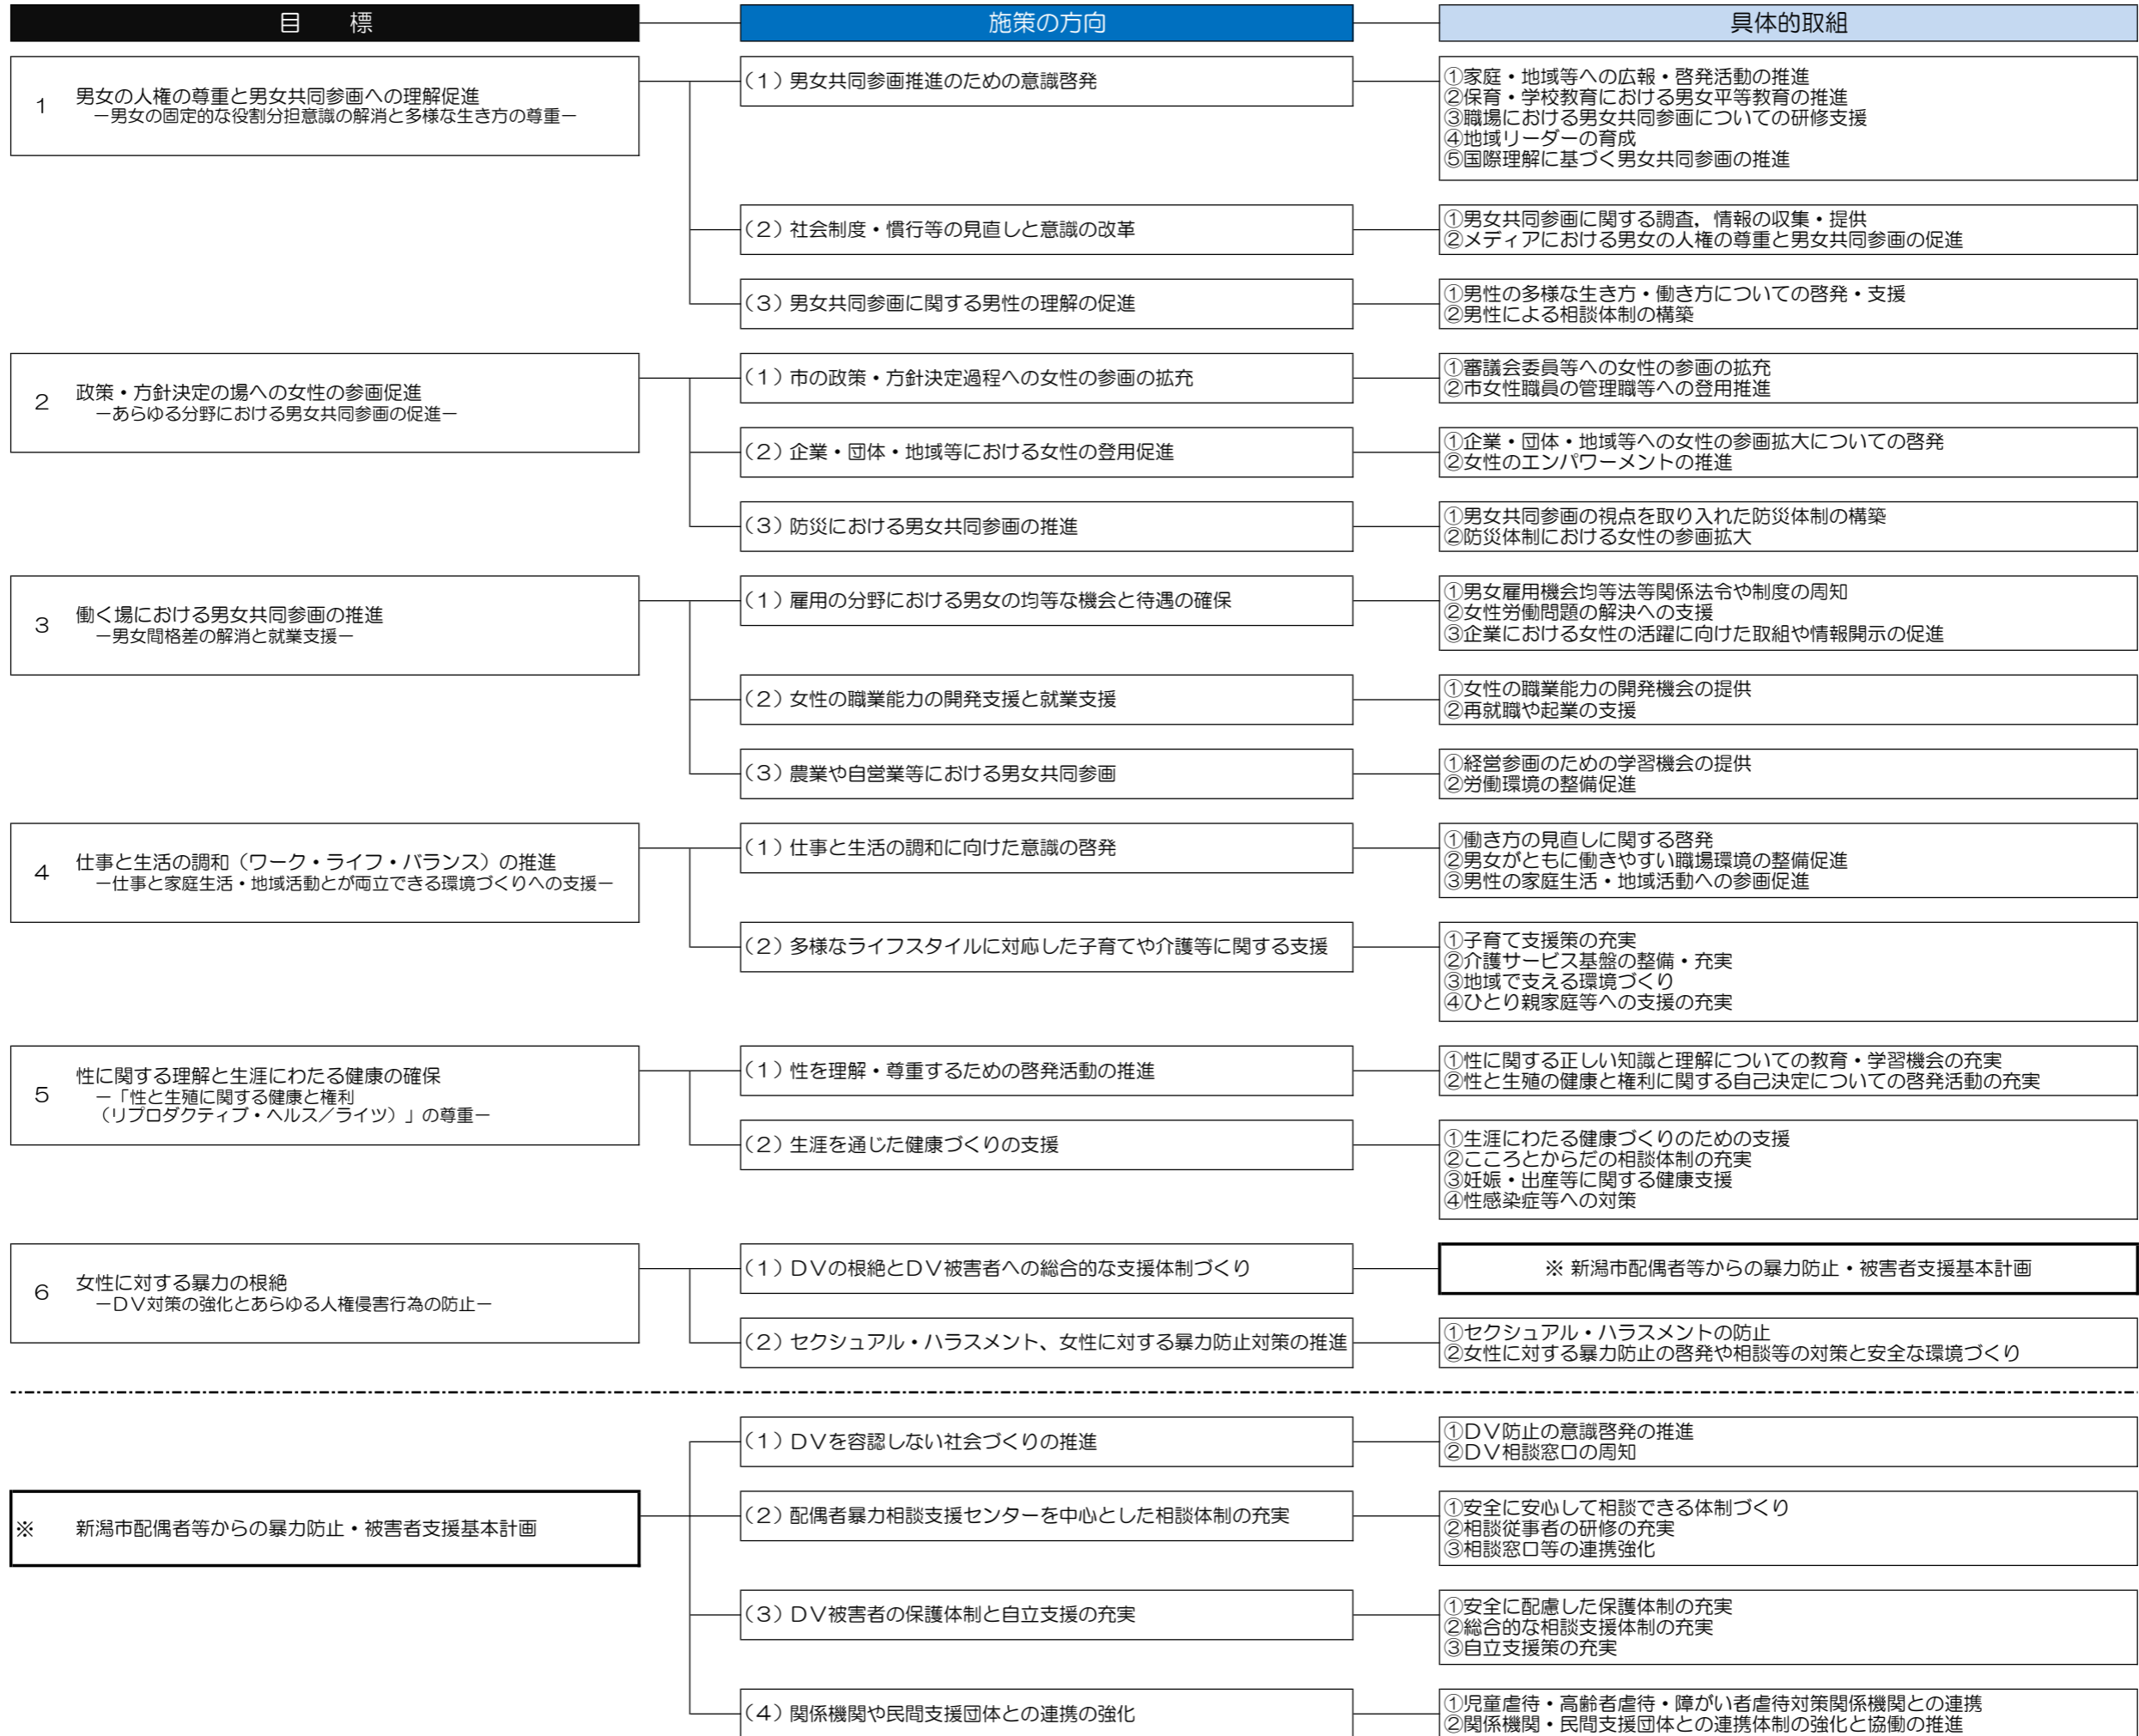 目　標
施策の方向
具体的取組
1
男女の人権の尊重と男女共同参画への理解促進
ー男女の固定的な役割分担意識の解消と多様な生き方の尊重ー
（１）男女共同参画推進のための意識啓発
①家庭・地域等への広報・啓発活動の推進
②保育・学校教育における男女平等教育の推進
③職場における男女共同参画についての研修支援
④地域リーダーの育成
⑤国際理解に基づく男女共同参画の推進
（２）社会制度・慣行等の見直しと意識の改革
①男女共同参画に関する調査，情報の収集・提供
②メディアにおける男女の人権の尊重と男女共同参画の促進
（３）男女共同参画に関する男性の理解の促進
①男性の多様な生き方・働き方についての啓発・支援
②男性による相談体制の構築
2
政策・方針決定の場への女性の参画促進
ーあらゆる分野における男女共同参画の促進ー
（１）市の政策・方針決定過程への女性の参画の拡充
①審議会委員等への女性の参画の拡充
②市女性職員の管理職等への登用推進
（２）企業・団体・地域等における女性の登用促進
①企業・団体・地域等への女性の参画拡大についての啓発
②女性のエンパワーメントの推進
（３）防災における男女共同参画の推進
①男女共同参画の視点を取り入れた防災体制の構築
②防災体制における女性の参画拡大
3
働く場における男女共同参画の推進
ー男女間格差の解消と就業支援ー
（１）雇用の分野における男女の均等な機会と待遇の確保
①男女雇用機会均等法等関係法令や制度の周知
②女性労働問題の解決への支援
③企業における女性の活躍に向けた取組や情報開示の促進
（２）女性の職業能力の開発支援と就業支援
①女性の職業能力の開発機会の提供
②再就職や起業の支援
（３）農業や自営業等における男女共同参画
①経営参画のための学習機会の提供
②労働環境の整備促進
4
仕事と生活の調和（ワーク・ライフ・バランス）の推進
ー仕事と家庭生活・地域活動とが両立できる環境づくりへの支援ー
（１）仕事と生活の調和に向けた意識の啓発
①働き方の見直しに関する啓発
②男女がともに働きやすい職場環境の整備促進
③男性の家庭生活・地域活動への参画促進
（２）多様なライフスタイルに対応した子育てや介護等に関する支援
①子育て支援策の充実
②介護サービス基盤の整備・充実
③地域で支える環境づくり
④ひとり親家庭等への支援の充実
5
性に関する理解と生涯にわたる健康の確保
ー「性と生殖に関する健康と権利
（リプロダクティブ・ヘルス／ライツ）」の尊重ー
（１）性を理解・尊重するための啓発活動の推進
①性に関する正しい知識と理解についての教育・学習機会の充実
②性と生殖の健康と権利に関する自己決定についての啓発活動の充実
（２）生涯を通じた健康づくりの支援
①生涯にわたる健康づくりのための支援
②こころとからだの相談体制の充実
③妊娠・出産等に関する健康支援
④性感染症等への対策
6
女性に対する暴力の根絶
ーＤＶ対策の強化とあらゆる人権侵害行為の防止ー
（１）ＤＶの根絶とＤＶ被害者への総合的な支援体制づくり
※ 新潟市配偶者等からの暴力防止・被害者支援基本計画
（２）セクシュアル・ハラスメント、女性に対する暴力防止対策の推進
①セクシュアル・ハラスメントの防止
②女性に対する暴力防止の啓発や相談等の対策と安全な環境づくり
※　新潟市配偶者等からの暴力防止・被害者支援基本計画
（１）ＤＶを容認しない社会づくりの推進
①ＤＶ防止の意識啓発の推進
②ＤＶ相談窓口の周知
（２）配偶者暴力相談支援センターを中心とした相談体制の充実
①安全に安心して相談できる体制づくり
②相談従事者の研修の充実
③相談窓口等の連携強化
（３）ＤＶ被害者の保護体制と自立支援の充実
①安全に配慮した保護体制の充実
②総合的な相談支援体制の充実
③自立支援策の充実
（４）関係機関や民間支援団体との連携の強化
①児童虐待・高齢者虐待・障がい者虐待対策関係機関との連携
②関係機関・民間支援団体との連携体制の強化と協働の推進